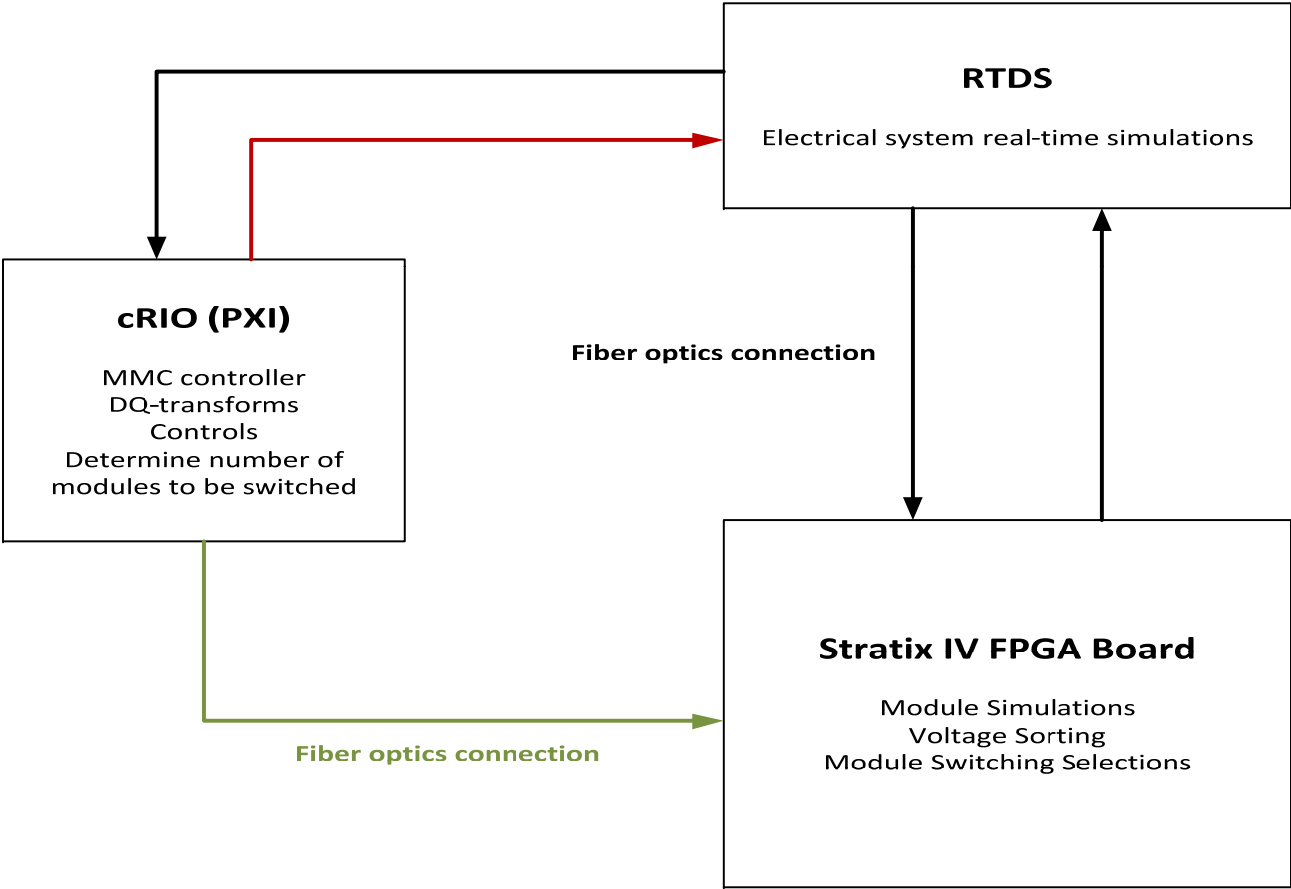 RTDS
Electrical system real-time simulations
cRIO (PXI)
MMC controller
DQ-transforms
Controls
Determine number of
modules to be switched
Fiber optics connection
Stratix IV FPGA Board
Module Simulations
Voltage Sorting
Module Switching Selections
Fiber optics connection